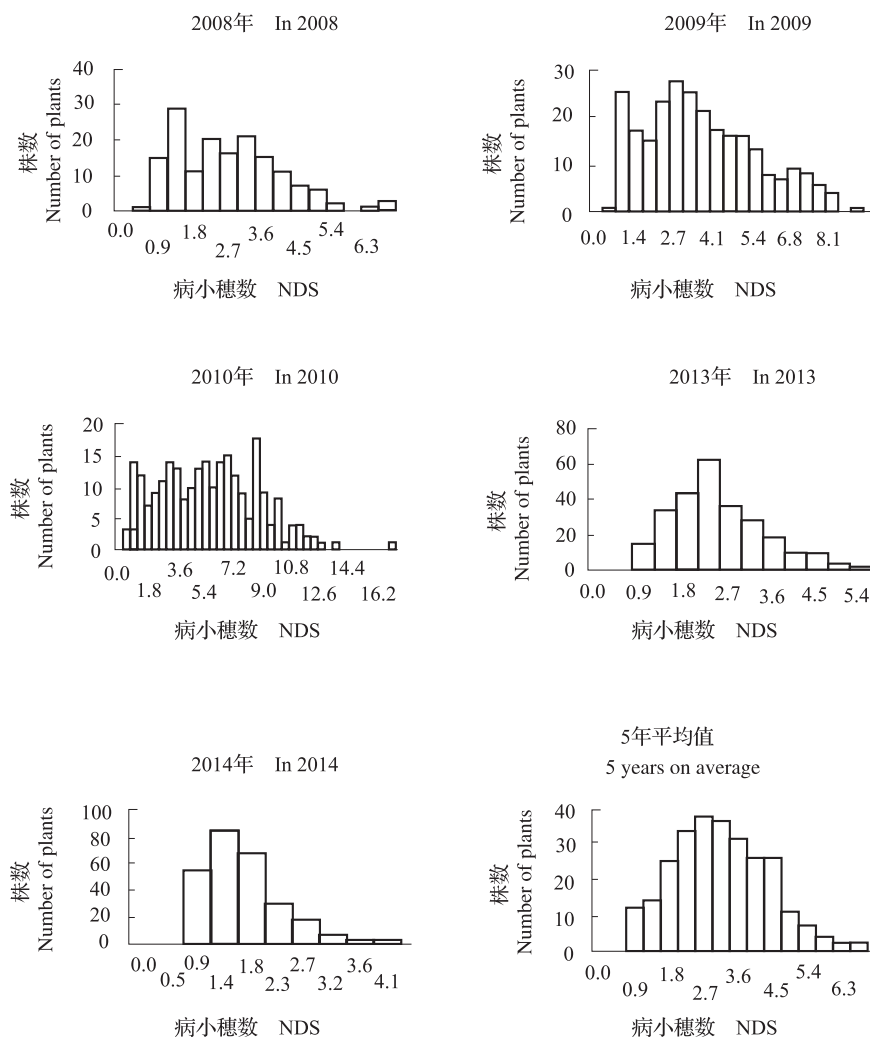 2008年 In 2008
40
30
20
10
0
株数
Number of plants
0.0 1.8 3.6 5.4
0.9 2.7 4.5 6.3
病小穗数 NDS
2009年 In 2009
30
20
10
0
株数
Number of plants
0.0 1.4 2.7 4.1 5.4 6.8 8.1
病小穗数 NDS
2010年 In 2010
20
15
10
5
0
株数
Number of plants
0.0 3.6 7.2 10.8 14.4
1.8 5.4 9.0 12.6 16.2
病小穗数 NDS
2013年 In 2013
80
60
40
20
0
株数
Number of plants
0.0 0.9 1.8 2.7 3.6 4.5 5.4
病小穗数 NDS
2014年 In 2014
100
80
60
40
20
0
株数
Number of plants
0.0 0.9 1.8 2.7 3.6
0.5 1.4 2.3 3.2 4.1
病小穗数 NDS
5年平均值
5 years on average
40
30
20
10
0
株数
Number of plants
0.0 1.8 3.6 5.4
0.9 2.7 4.5 6.3
病小穗数 NDS